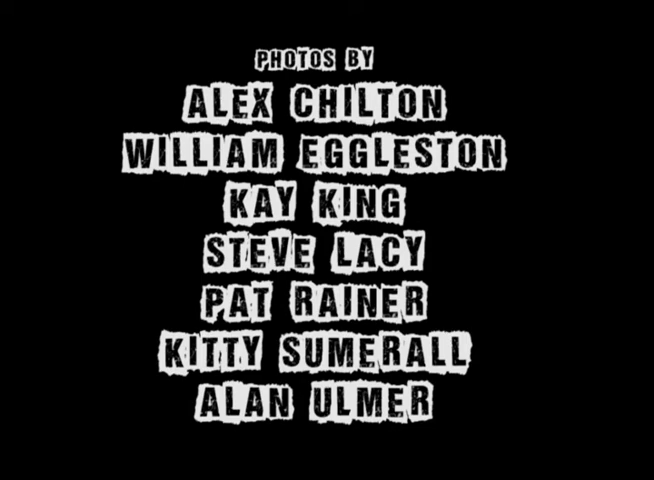 PHOTOS BY
ALEX CHILTON
WILLIAM EGGLESTON
KAY KING
STEVE LACY
PAT RAINER
KITTY SUMERALL
ALAN ULMER